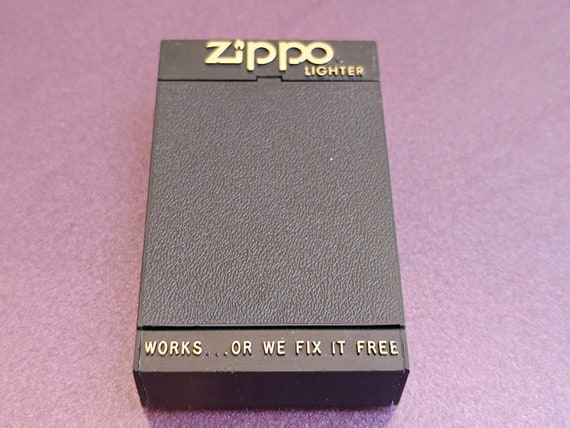 Zippo
LIGHTER
WORKS...OR WE FIX IT FREE